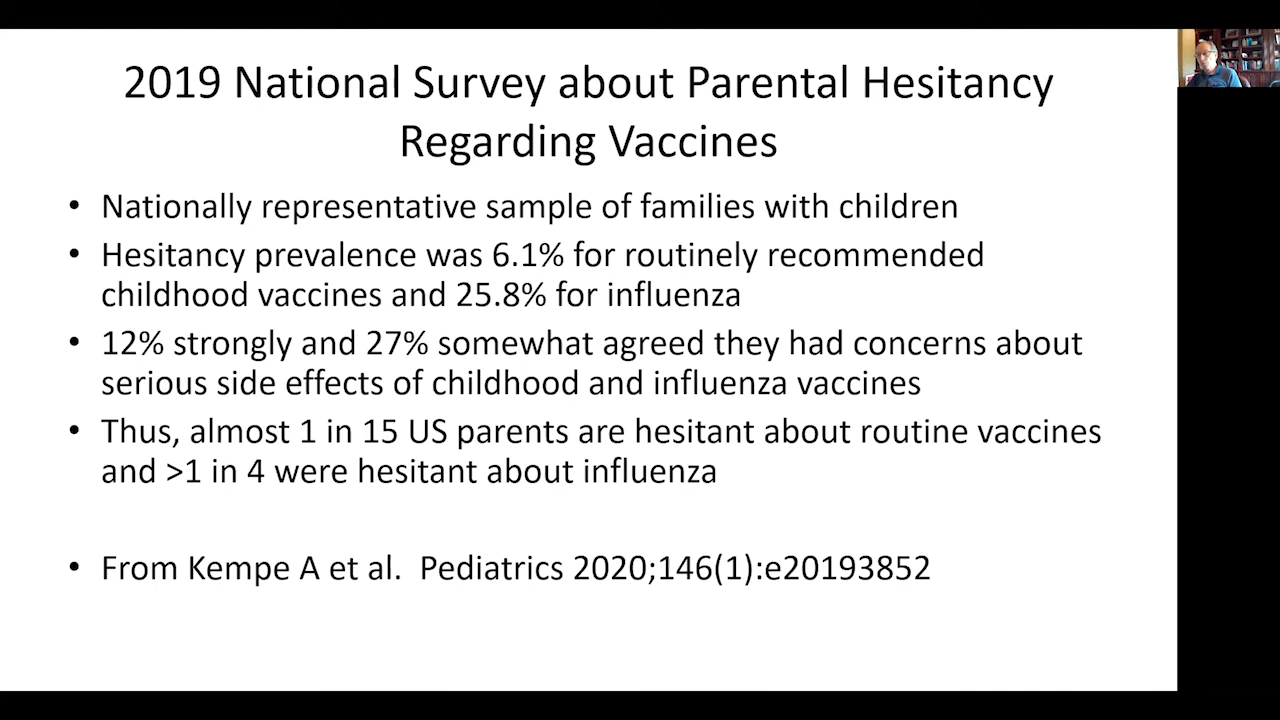 2019 National Survey about Parental Hesitancy
Regarding Vaccines
• Nationally representative sample of families with children
• Hesitancy prevalence was 6.1% for routinely recommended
childhood vaccines and 25.8% for influenza
• 12% strongly and 27% somewhat agreed they had concerns about
serious side effects of childhood and influenza vaccines
• Thus, almost 1 in 15 US parents are hesitant about routine vaccines
and >1 in 4 were hesitant about influenza
• From Kempe A et al.  Pediatrics 2020;146(1):e20193852